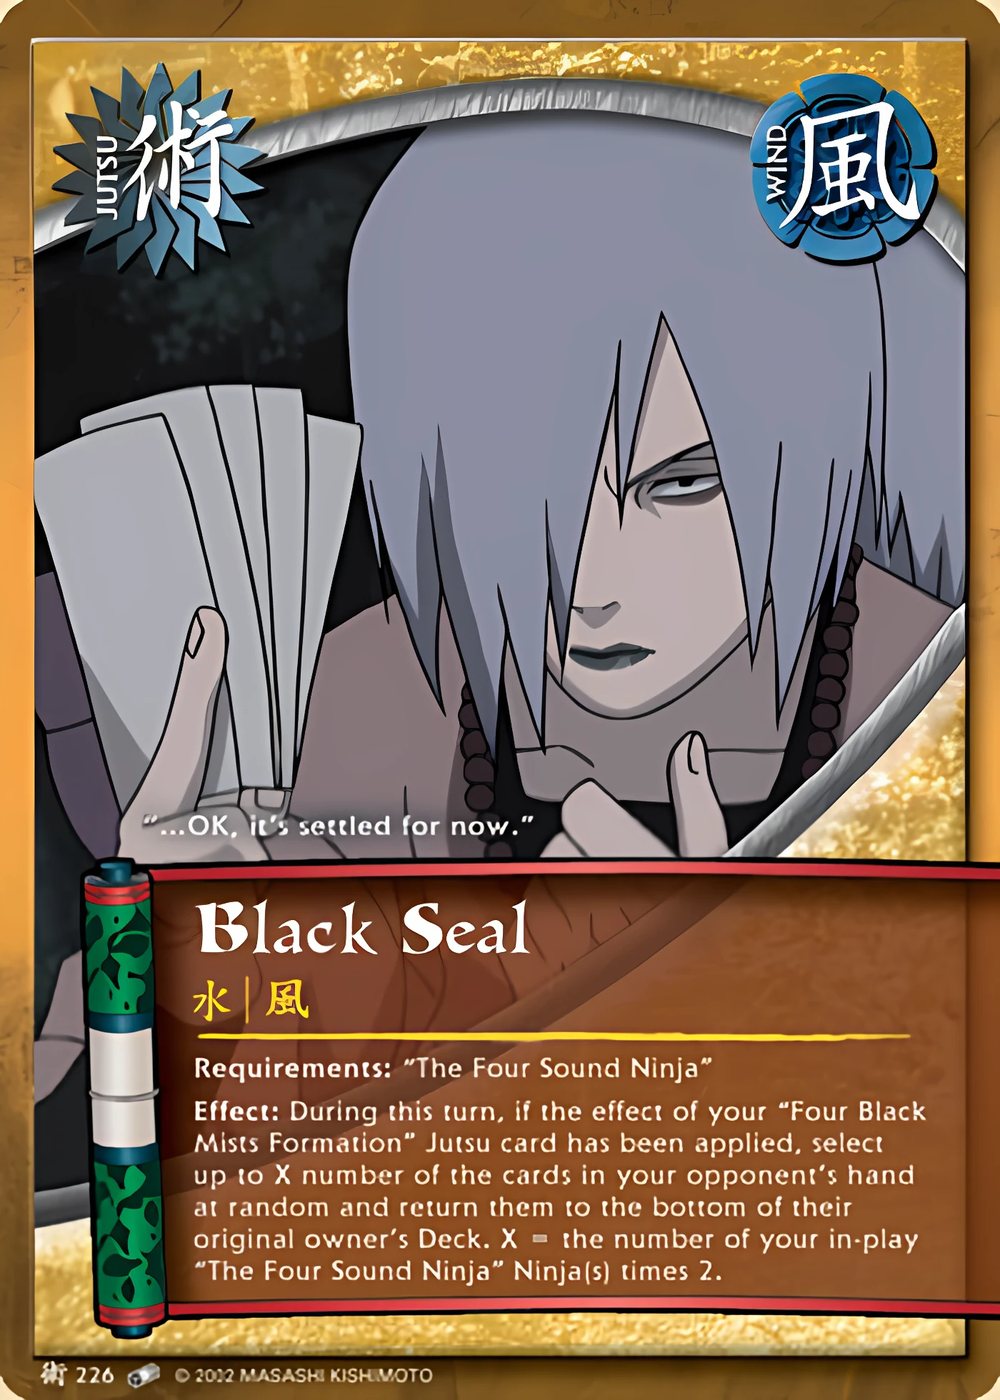 JUTSU
術
WIND
風
"...OK, it's settled for now."
Black Seal
水 | 風
Requirements: "The Four Sound Ninja"
Effect: During this turn, if the effect of your "Four Black
Mists Formation" Jutsu card has been applied, select
up to X number of the cards in your opponent's hand
at random and return them to the bottom of their
original owner's Deck. X = the number of your in-play
"The Four Sound Ninja" Ninja(s) times 2.
術 226 © 2002 MASASHI KISHIMOTO